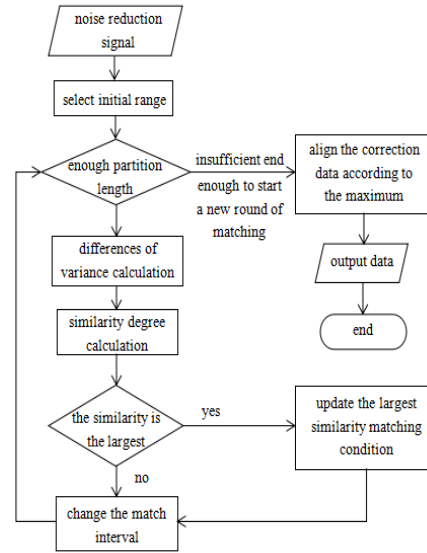 noise reduction
signal
select initial range
enough partition
length
insufficient end
enough to start
a new round of
matching
align the correction
data according to
the maximum
output data
end
differences of
variance calculation
similarity degree
calculation
the similarity is
the largest
yes
update the largest
similarity matching
condition
no
change the match
interval